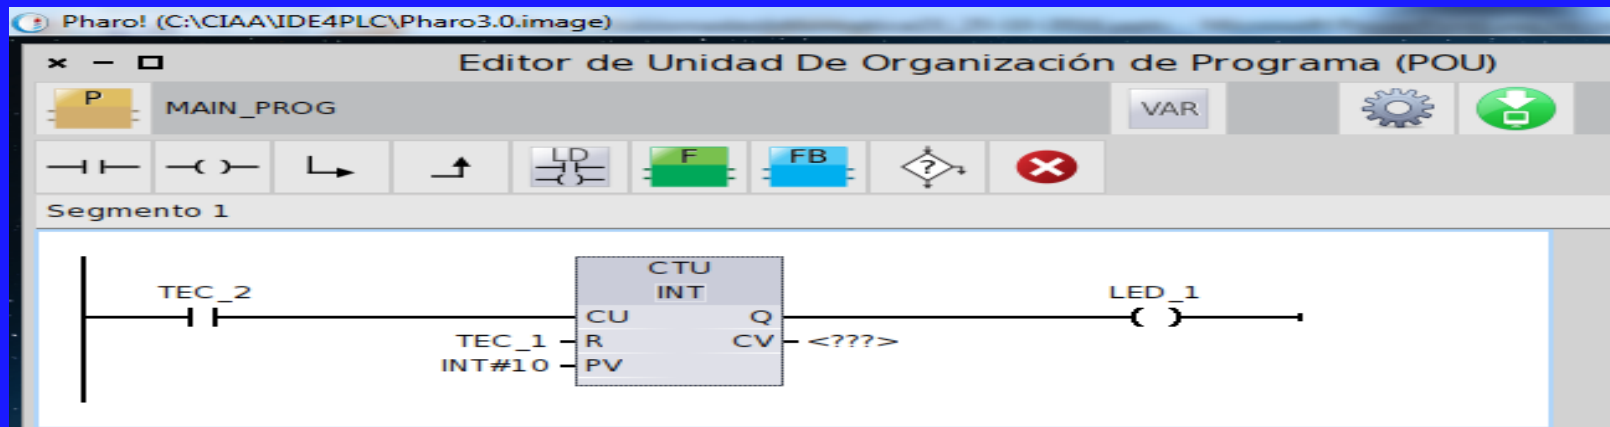 Pharo! (C:\CIAA\IDE4PLC\Pharo3.0.image)
Editor de Unidad De Organización de Programa (POU)
P
MAIN_PROG
VAR
LD
F
FB
?
Segmento 1
CTU
TEC_2
INT
LED_1
CU
Q
TEC_1
R
CV
<???>
INT#10
PV